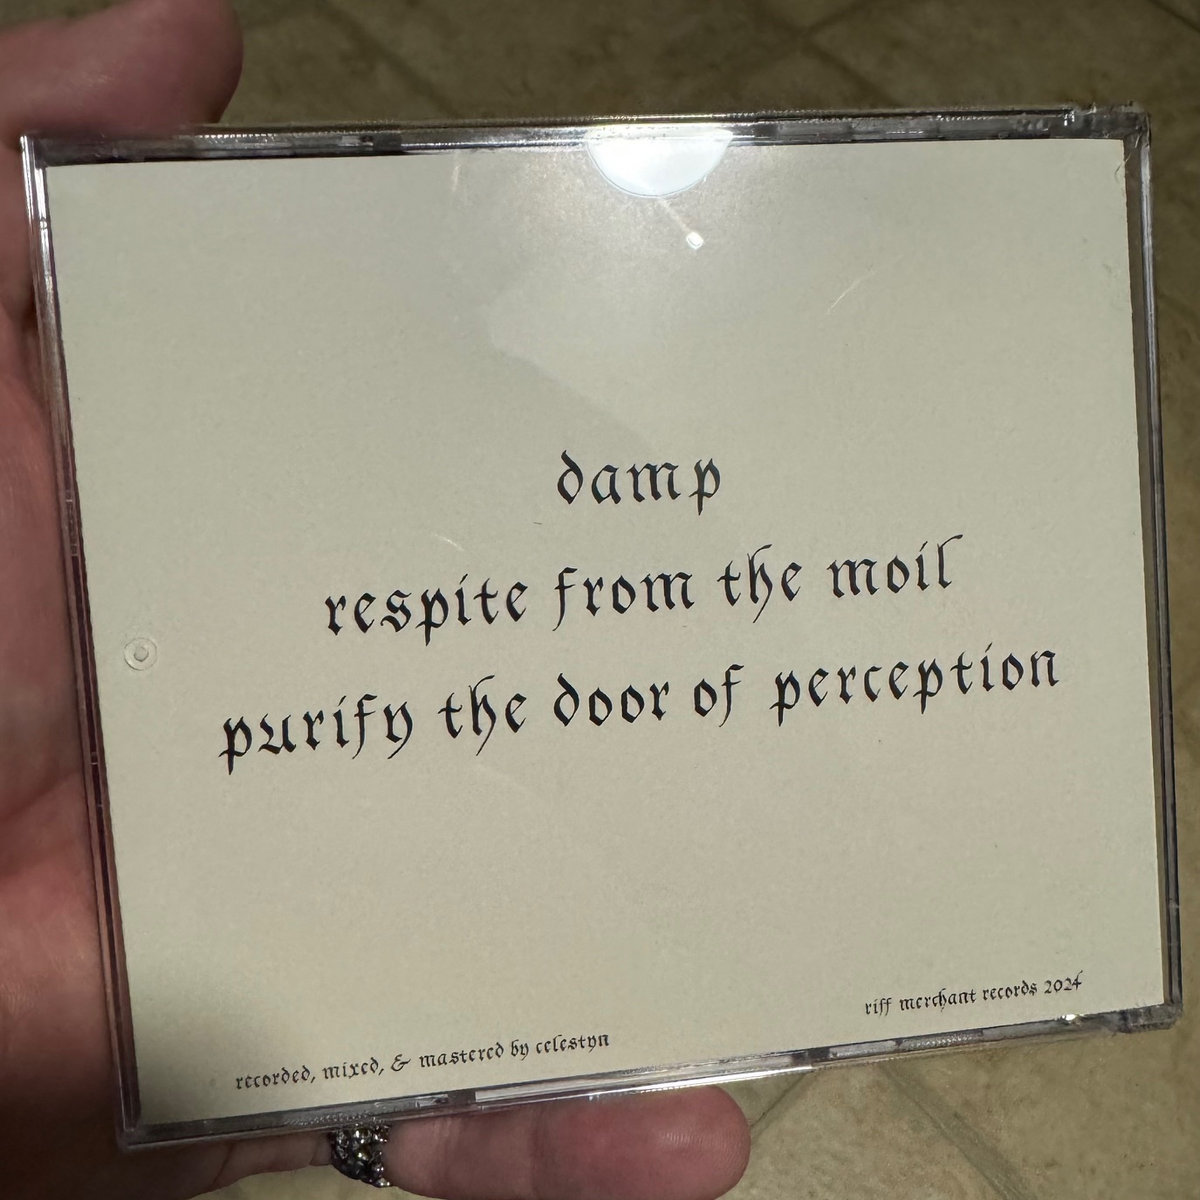 damp
respite from the moil
purify the door of perception
riff merchant records 2024
recorded, mixed, & mastered by celestyn